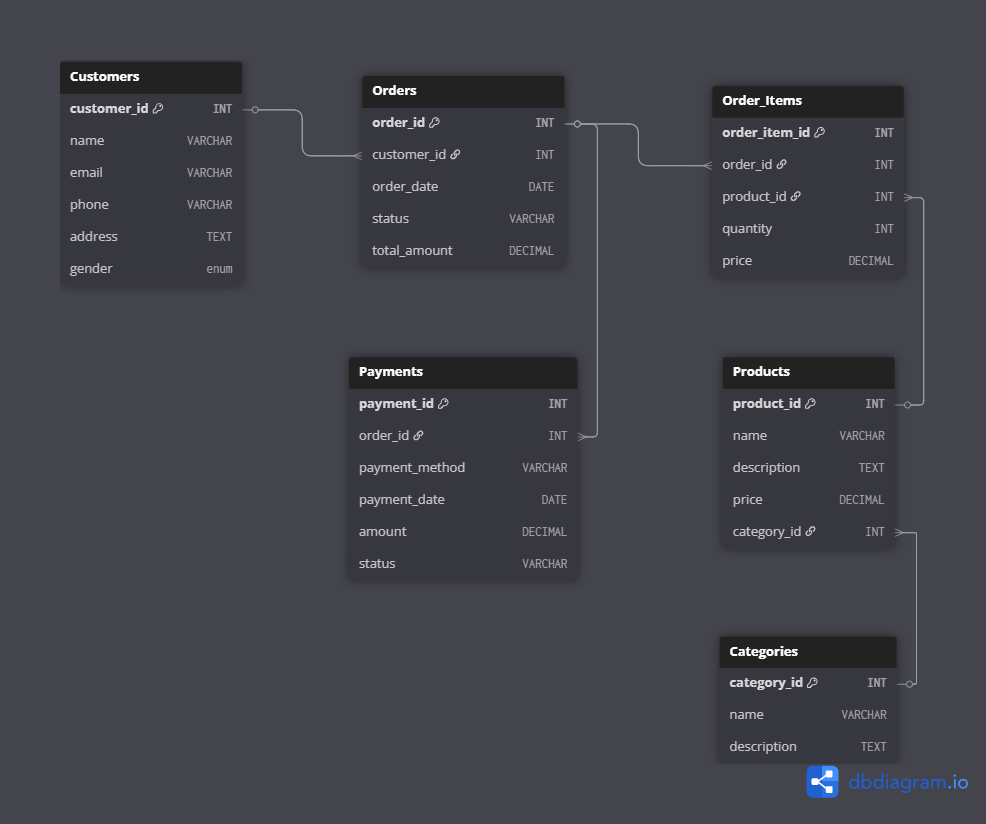 Customers
customer_id INT
name VARCHAR
email VARCHAR
phone VARCHAR
address TEXT
gender enum
Orders
order_id INT
customer_id INT
order_date DATE
status VARCHAR
total_amount DECIMAL
Order_Items
order_item_id INT
order_id INT
product_id INT
quantity INT
price DECIMAL
Payments
payment_id INT
order_id INT
payment_method VARCHAR
payment_date DATE
amount DECIMAL
status VARCHAR
Products
product_id INT
name VARCHAR
description TEXT
price DECIMAL
category_id INT
Categories
category_id INT
name VARCHAR
description TEXT
dbdiagram.io